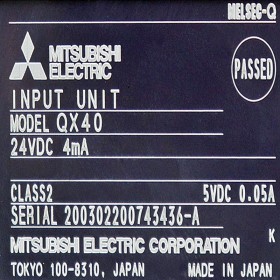 MELSEC-Q
MITSUBISHI
ELECTRIC
PASSED
INPUT UNIT
MODEL QX40
24VDC 4mA
CLASS2 5VDC 0.05A
SERIAL 200302200743436-A
K
MITSUBISHI ELECTRIC CORPORATION
TOKYO 100-8310, JAPAN MADE IN JAPAN